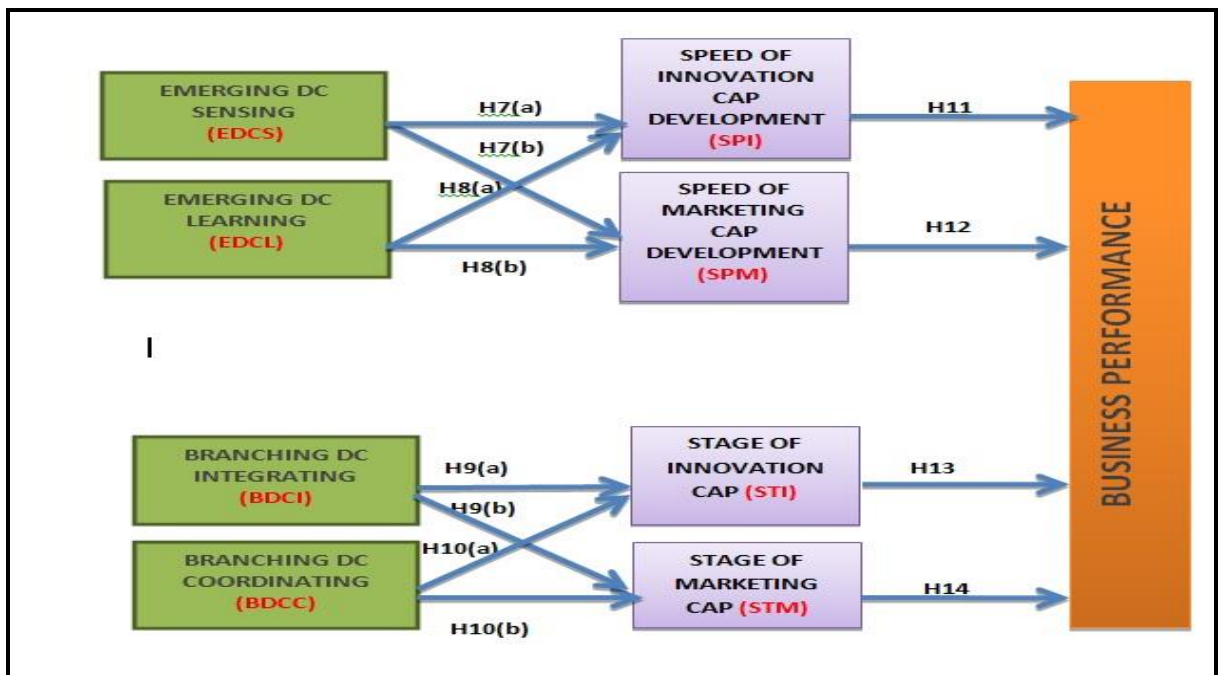 EMERGING DC
SENSING
(EDCS)
EMERGING DC
LEARNING
(EDCL)
H7(a)
H7(b)
H8(a)
H8(b)
SPEED OF
INNOVATION
CAP
DEVELOPMENT
(SPI)
SPEED OF
MARKETING
CAP
DEVELOPMENT
(SPM)
H11
H12
BRANCHING DC
INTEGRATING
(BDCI)
BRANCHING DC
COORDINATING
(BDCC)
H9(a)
H9(b)
H10(a)
H10(b)
STAGE OF
INNOVATION
CAP (STI)
STAGE OF
MARKETING
CAP (STM)
H13
H14
BUSINESS PERFORMANCE